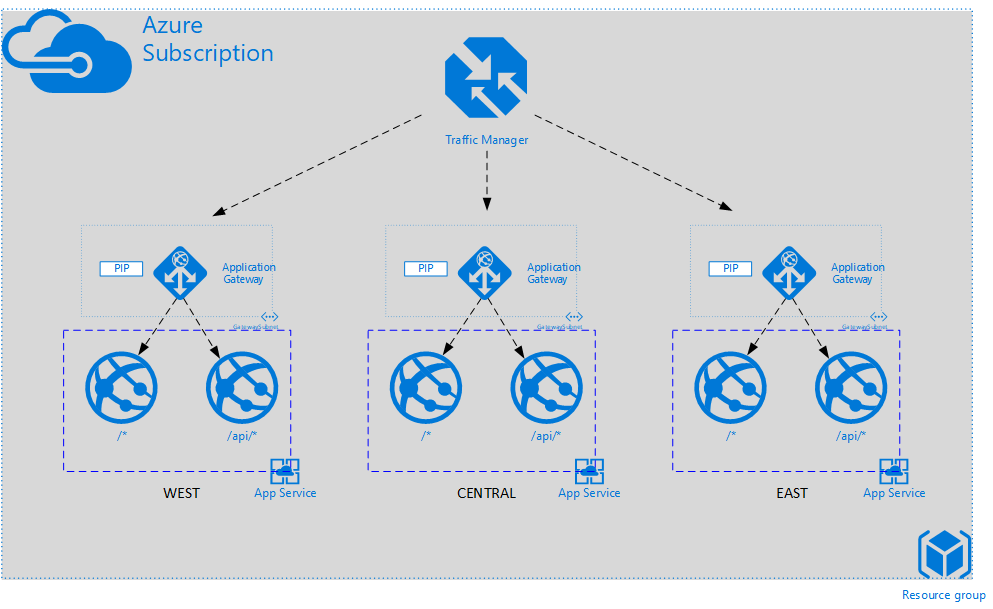 Azure
Subscription
Traffic Manager
PIP
Application
Gateway
GatewaySubnet
PIP
Application
Gateway
GatewaySubnet
PIP
Application
Gateway
GatewaySubnet
/*
/api/*
/*
/api/*
/*
/api/*
WEST
App Service
CENTRAL
App Service
EAST
App Service
Resource group